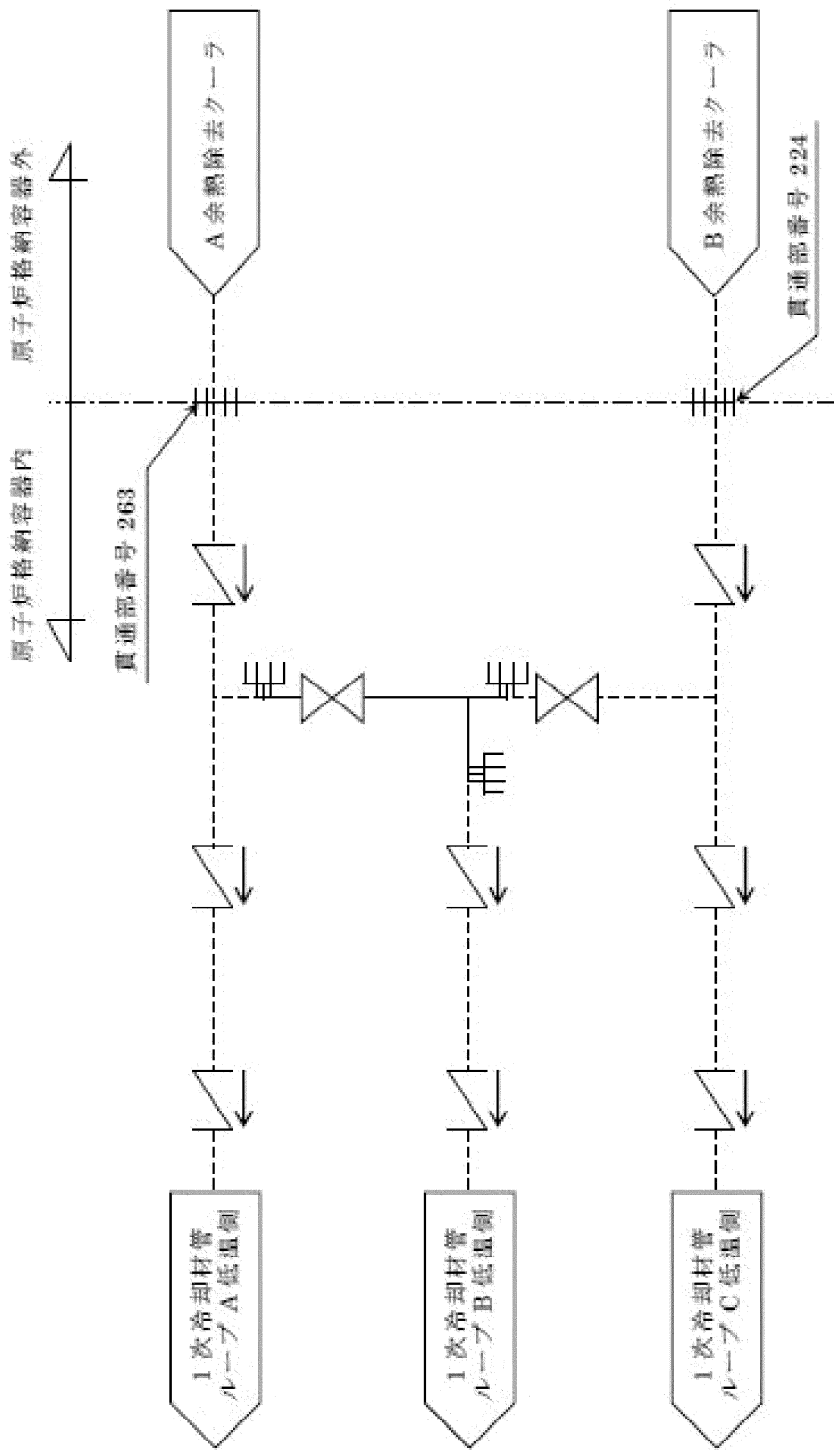 原子炉格納容器内
原子炉格納容器外
貫通部番号 263
A 余熱除去クーラ
B 余熱除去クーラ
貫通部番号 224
1 次冷却材管
ループ A 低温側
1 次冷却材管
ループ B 低温側
1 次冷却材管
ループ C 低温側